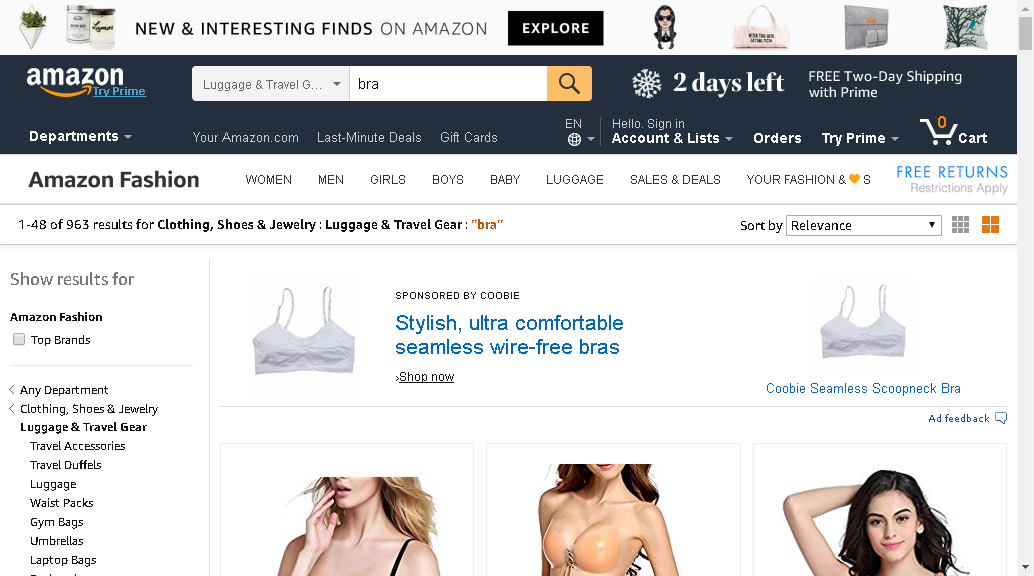 NEW & INTERESTING FINDS ON AMAZON
EXPLORE
amazon
Try Prime
Luggage & Travel G...
bra
2 days left
FREE Two-Day Shipping
with Prime
Departments
Your Amazon.com
Last-Minute Deals
Gift Cards
EN
Hello. Sign in
Account & Lists
Orders
Try Prime
0
Cart
Amazon Fashion
WOMEN
MEN
GIRLS
BOYS
BABY
LUGGAGE
SALES & DEALS
YOUR FASHION & S
FREE RETURNS
Restrictions Apply
1-48 of 963 results for Clothing, Shoes & Jewelry : Luggage & Travel Gear : "bra"
Sort by Relevance
Show results for
Amazon Fashion
Top Brands
Any Department
Clothing, Shoes & Jewelry
Luggage & Travel Gear
Travel Accessories
Travel Duffels
Luggage
Waist Packs
Gym Bags
Umbrellas
Laptop Bags
SPONSORED BY COOBIE
Stylish, ultra comfortable
seamless wire-free bras
›Shop now
Coobie Seamless Scoopneck Bra
Ad feedback